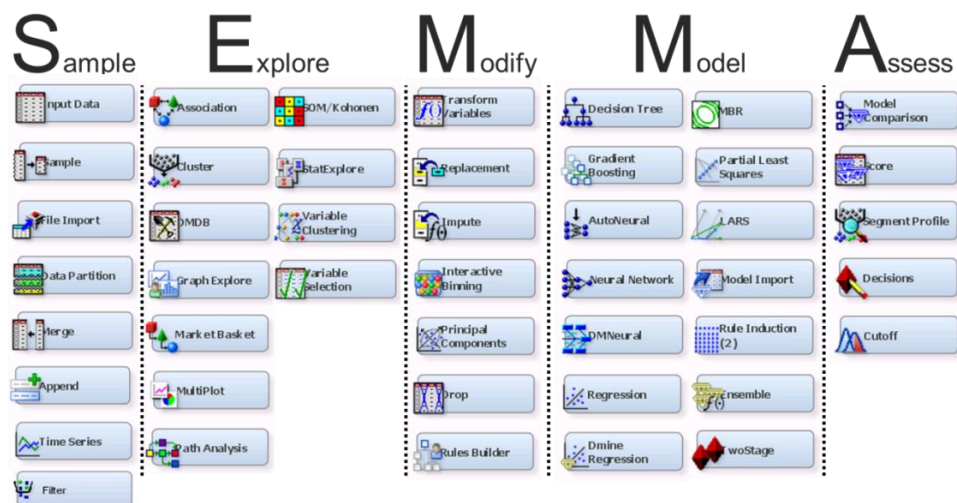 Sample
Explore
Modify
Model
Assess
Input Data
Sample
File Import
Data Partition
Merge
Append
Time Series
Filter
Association
Cluster
DMDB
Graph Explore
Market Basket
MultiPlot
Path Analysis
SOM/Kohonen
StatExplore
Variable
Clustering
Variable
Selection
Transform
Variables
Replacement
Impute
Interactive
Binning
Principal
Components
Drop
Rules Builder
Decision Tree
Gradient
Boosting
AutoNeural
Neural Network
DMNeural
Regression
Dmine
Regression
MBR
Partial Least
Squares
LARS
Model Import
Rule Induction
(2)
Ensemble
TwoStage
Model
Comparison
Score
Segment Profile
Decisions
Cutoff